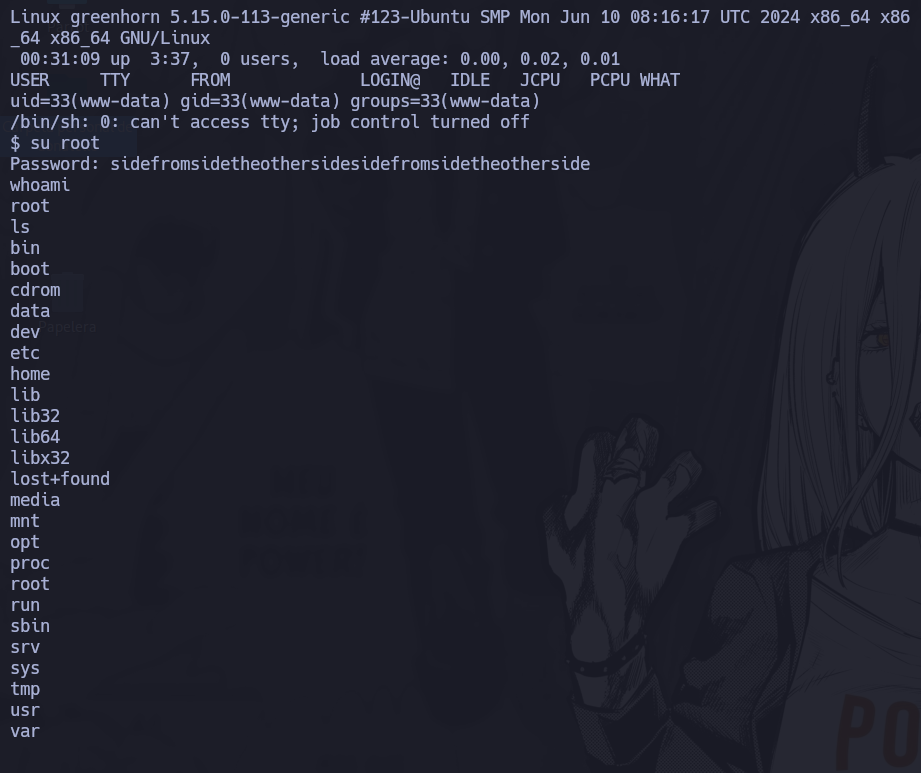 Linux greenhorn 5.15.0-113-generic #123-Ubuntu SMP Mon Jun 10 08:16:17 UTC 2024 x86_64 x86
_64 x86_64 GNU/Linux
 00:31:09 up  3:37,  0 users,  load average: 0.00, 0.02, 0.01
USER     TTY      FROM             LOGIN@   IDLE   JCPU   PCPU WHAT
uid=33(www-data) gid=33(www-data) groups=33(www-data)
/bin/sh: 0: can't access tty; job control turned off
$ su root
Password: sidefromsidetheothersidesidefromsidetheotherside
whoami
root
ls
bin
boot
cdrom
data
dev
Papelera
etc
home
lib
lib32
lib64
libx32
lost+found
media
mnt
opt
proc
root
run
sbin
srv
sys
tmp
usr
PO
var